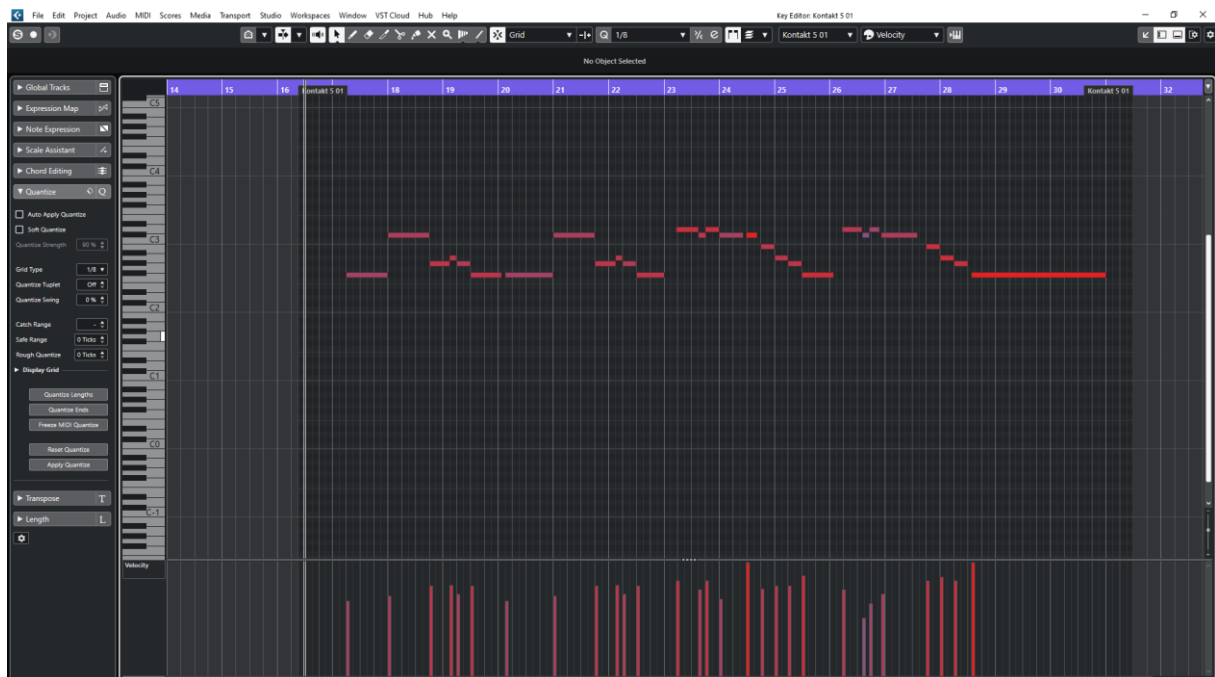 File Edit Project Audio MIDI Scores Media Transport Studio Workspaces Window VST Cloud Hub Help
Key Editor: Kontakt 5 01
Grid
Q 1/8
Kontakt 5 01
Velocity
No Object Selected
Global Tracks
Expression Map
Note Expression
Scale Assistant
Chord Editing
Quantize Q
Auto Apply Quantize
Soft Quantize
Quantize Strength 60 %
Grid Type 1/8
Quantize Tuplet Off
Quantize Swing 0 %
Catch Range -
Safe Range 0 Ticks
Rough Quantize 0 Ticks
Display Grid
Quantize Lengths
Quantize Ends
Freeze MIDI Quantize
Reset Quantize
Apply Quantize
Transpose T
Length L
14 15 16 Kontakt 5 01 18 19 20 21 22 23 24 25 26 27 28 29 30 Kontakt 5 01 32
C5
C4
C3
C2
C1
C0
C-1
Velocity